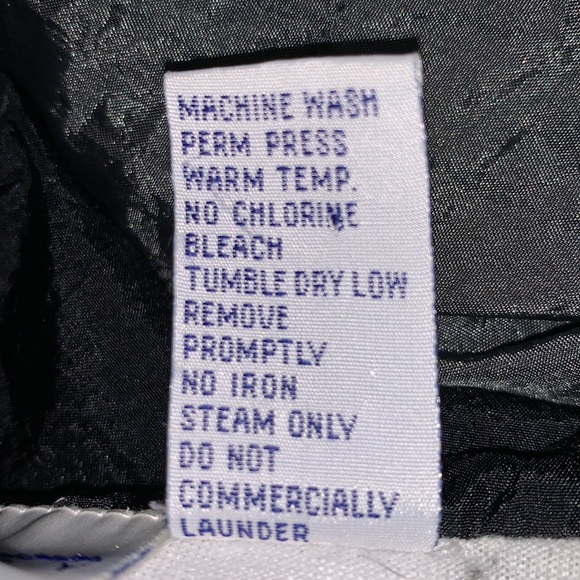 MACHINE WASH
PERM PRESS
WARM TEMP.
NO CHLORINE
BLEACH
TUMBLE DRY LOW
REMOVE
PROMPTLY
NO IRON
STEAM ONLY
DO NOT
COMMERCIALLY
LAUNDER